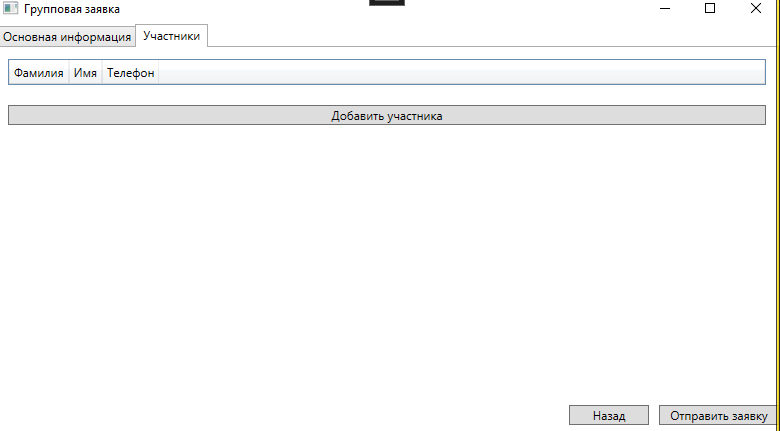 Групповая заявка
Основная информация Участники
Фамилия Имя Телефон
Добавить участника
Назад Отправить заявку